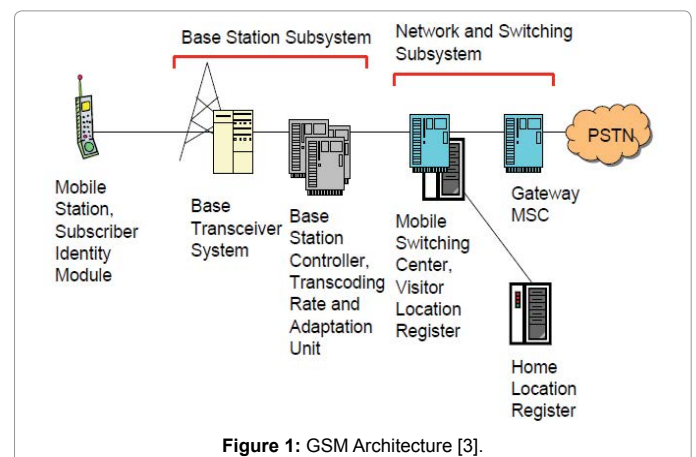 Base Station Subsystem
Network and Switching
Subsystem
PSTN
Mobile
Station,
Subscriber
Identity
Module
Base
Transceiver
System
Base
Station
Controller,
Transcoding
Rate and
Adaptation
Unit
Mobile
Switching
Center,
Visitor
Location
Register
Gateway
MSC
Home
Location
Register
Figure 1: GSM Architecture [3].